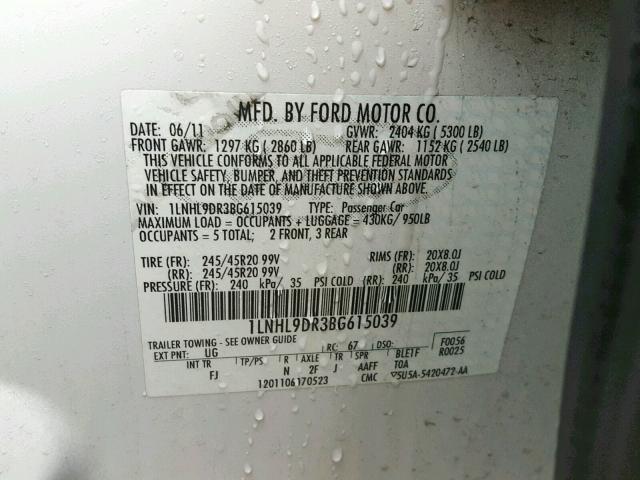 MFD. BY FORD MOTOR CO.
DATE: 06/11 GVWR: 2404 KG ( 5300 LB)
FRONT GAWR: 1297 KG ( 2860 LB) REAR GAWR: 1152 KG ( 2540 LB)
THIS VEHICLE CONFORMS TO ALL APPLICABLE FEDERAL MOTOR
VEHICLE SAFETY, BUMPER, AND THEFT PREVENTION STANDARDS
IN EFFECT ON THE DATE OF MANUFACTURE SHOWN ABOVE.
VIN: 1LNHL9DR3BG615039 TYPE: Passenger Car
MAXIMUM LOAD = OCCUPANTS + LUGGAGE = 430KG/ 950LB
OCCUPANTS = 5 TOTAL; 2 FRONT, 3 REAR
TIRE (FR): 245/45R20 99V RIMS (FR): 20X8.0J
(RR): 245/45R20 99V (RR): 20X8.0J
PRESSURE (FR): 240 kPa/ 35 PSI COLD (RR): 240 kPa/ 35 PSI COLD
1LNHL9DR3BG615039
TRAILER TOWING - SEE OWNER GUIDE RC: 67 DSO: F0056
EXT PNT: UG R0025
INT TR TP/PS R AXLE TR SPR BLETF
FJ N 2F J AAFF TOA
1201106170523 CMC ▽5U5A-5420472-AA